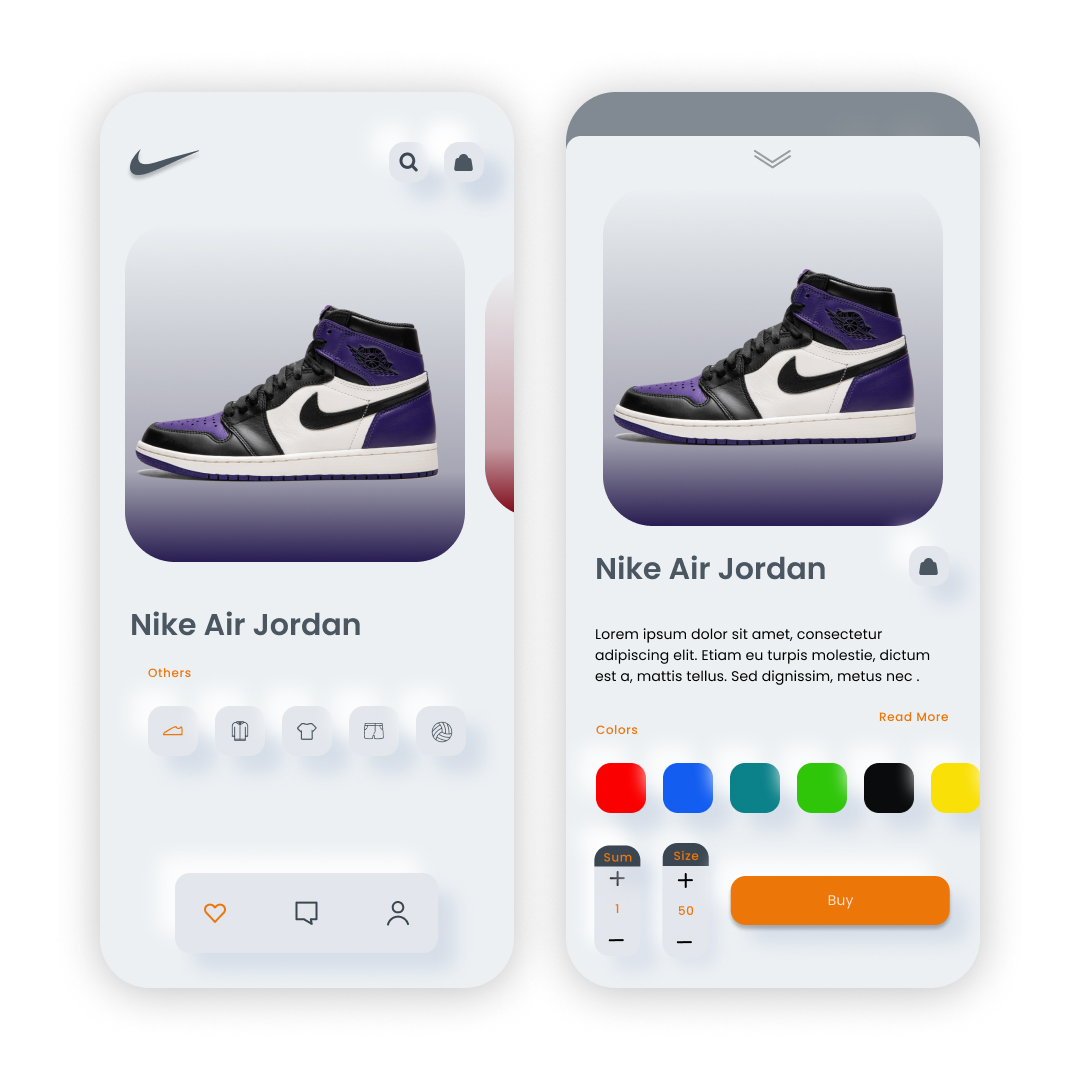 Nike Air Jordan
Others
Nike Air Jordan
Lorem ipsum dolor sit amet, consectetur
adipiscing elit. Etiam eu turpis molestie, dictum
est a, mattis tellus. Sed dignissim, metus nec .
Read More
Colors
Sum
Size
1
50
Buy